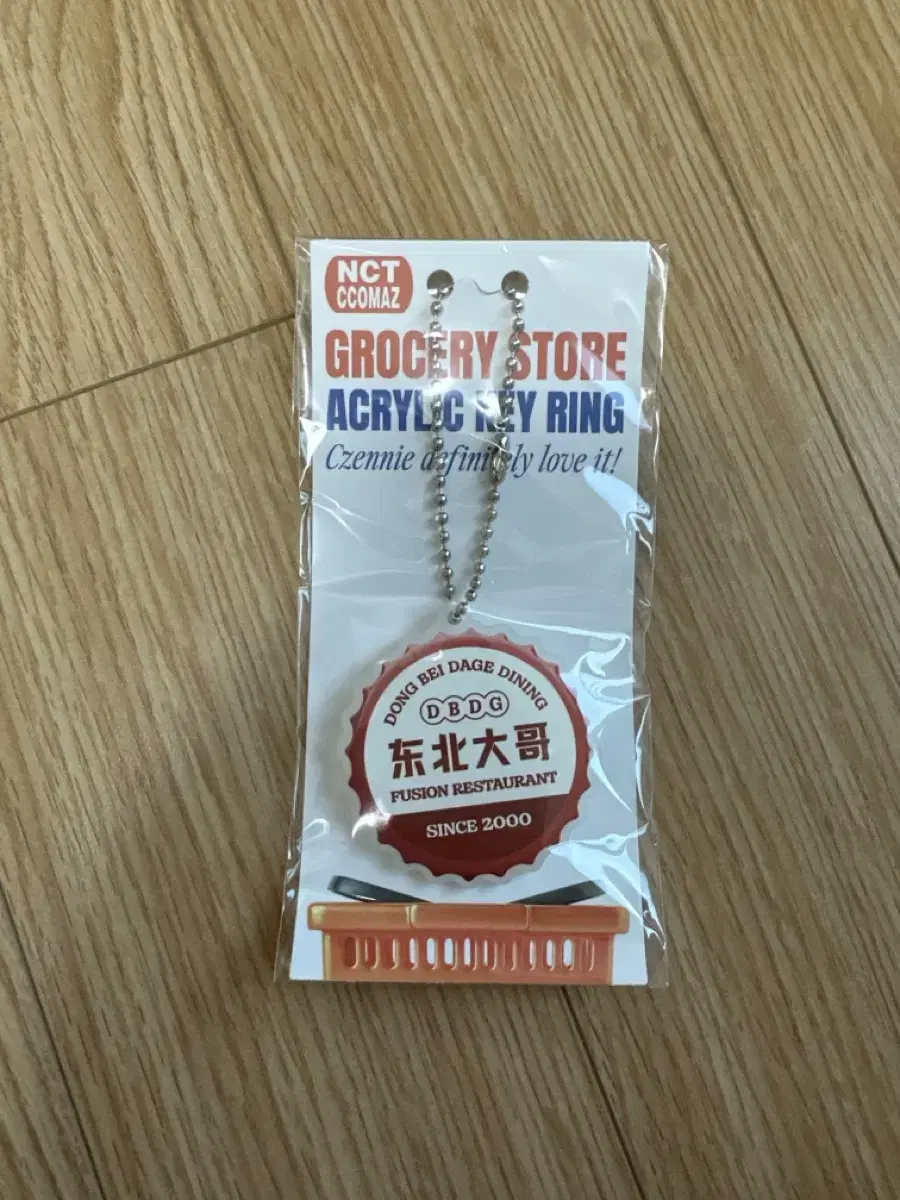 NCT
CCOMAZ
GROCERY STORE
ACRYLIC KEY RING
Czennie definitely love it!
DONG BEI DAGE DINING
DBDG
东北大哥
FUSION RESTAURANT
SINCE 2000